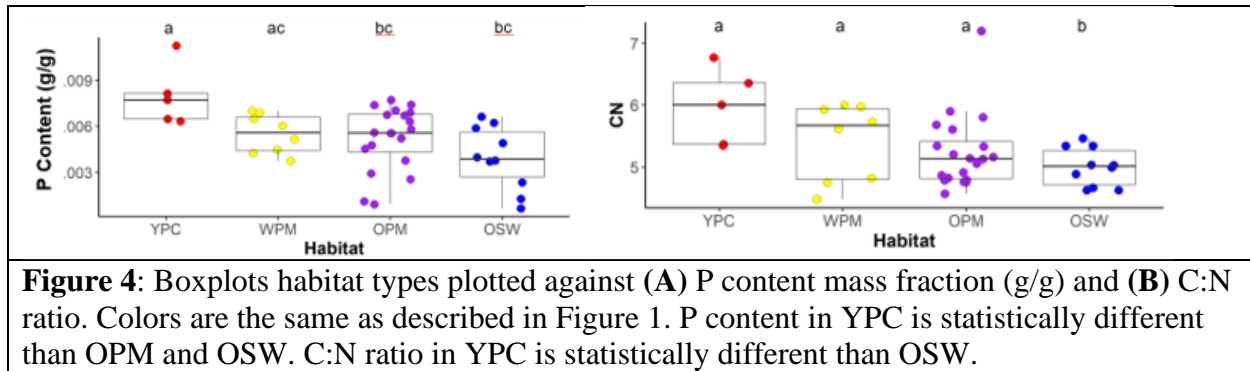 a ac bc bc
P Content (g/g)
.009
.006
.003
YPC WPM OPM OSW
Habitat
a a a b
CN
7
6
5
YPC WPM OPM OSW
Habitat
Figure 4: Boxplots habitat types plotted against (A) P content mass fraction (g/g) and (B) C:N
ratio. Colors are the same as described in Figure 1. P content in YPC is statistically different
than OPM and OSW. C:N ratio in YPC is statistically different than OSW.